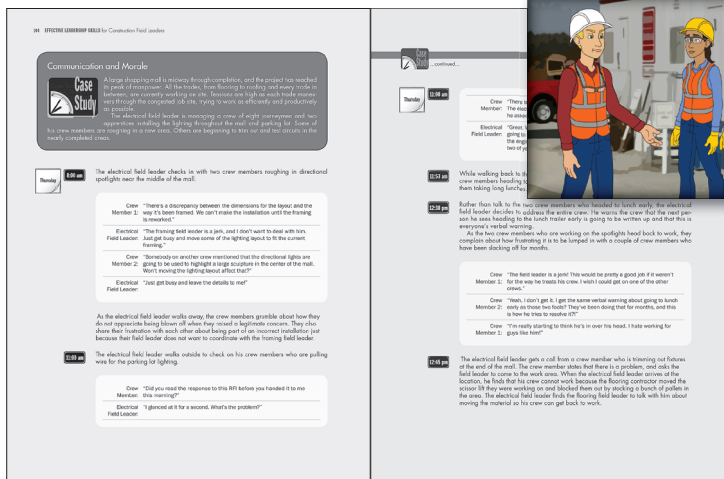 104 EFFECTIVE LEADERSHIP SKILLS for Construction Field Leaders
Communication and Morale
Case
Study
A large shopping mall is midway through completion, and the project has reached
its peak of manpower. All the trades, from flooring to roofing and every trade in
between, are currently working on site. Tensions are high as each trade maneu-
vers through the congested job site, trying to work as efficiently and productively
as possible.
The electrical field leader is managing a crew of eight journeymen and two
apprentices installing the lighting throughout the mall and parking lot. Some of
his crew members are roughing in a new area. Others are beginning to trim out and test circuits in the
nearly completed areas.
Thursday
8:00 am
The electrical field leader checks in with two crew members roughing in directional
spotlights near the middle of the mall.
Crew "There's a discrepancy between the dimensions for the layout and the
Member 1: way it's been framed. We can't make the installation until the framing
is reworked."
Electrical "The framing field leader is a jerk, and I don't want to deal with him.
Field Leader: Just get busy and move some of the lighting layout to fit the current
framing."
Crew "Somebody on another crew mentioned that the directional lights are
Member 2: going to be used to highlight a large sculpture in the center of the mall.
Won't moving the lighting layout affect that?"
Electrical "Just get busy and leave the details to me!"
Field Leader:
As the electrical field leader walks away, the crew members grumble about how they
do not appreciate being blown off when they raised a legitimate concern. They also
share their frustration with each other about being part of an incorrect installation just
because their field leader does not want to coordinate with the framing field leader.
11:00 am
The electrical field leader walks outside to check on his crew members who are pulling
wire for the parking lot lighting.
Crew "Did you read the response to this RFI before you handed it to me
Member: this morning?"
Electrical "I glanced at it for a second. What's the problem?"
Field Leader:
Case
Study
...continued...
Thursday
11:00 am
Crew "There
Member: The
he asso
Electrical "Great,
Field Leader: going to
the eng
two of y
11:53 am
While walking back to
crew members heading to
them taking long lunches.
12:30 pm
Rather than talk to the two crew members who headed to lunch early, the electrical
field leader decides to address the entire crew. He warns the crew that the next per-
son he sees heading to the lunch trailer early is going to be written up and that this is
everyone's verbal warning.
As the two crew members who are working on the spotlights head back to work, they
complain about how frustrating it is to be lumped in with a couple of crew members who
have been slacking off for months.
Crew "The field leader is a jerk! This would be pretty a good job if it weren't
Member 1: for the way he treats his crew. I wish I could get on one of the other
crews."
Crew "Yeah, I don't get it. I get the same verbal warning about going to lunch
Member 2: early as those two fools? They've been doing that for months, and this
is how he tries to resolve it?!"
Crew "I'm really starting to think he's in over his head. I hate working for
Member 1: guys like him!"
12:45 pm
The electrical field leader gets a call from a crew member who is trimming out fixtures
at the end of the mall. The crew member states that there is a problem, and asks the
field leader to come to the work area. When the electrical field leader arrives at the
location, he finds that his crew cannot work because the flooring contractor moved the
scissor lift they were working on and blocked them out by stacking a bunch of pallets in
the area. The electrical field leader finds the flooring field leader to talk with him about
moving the material so his crew can get back to work.